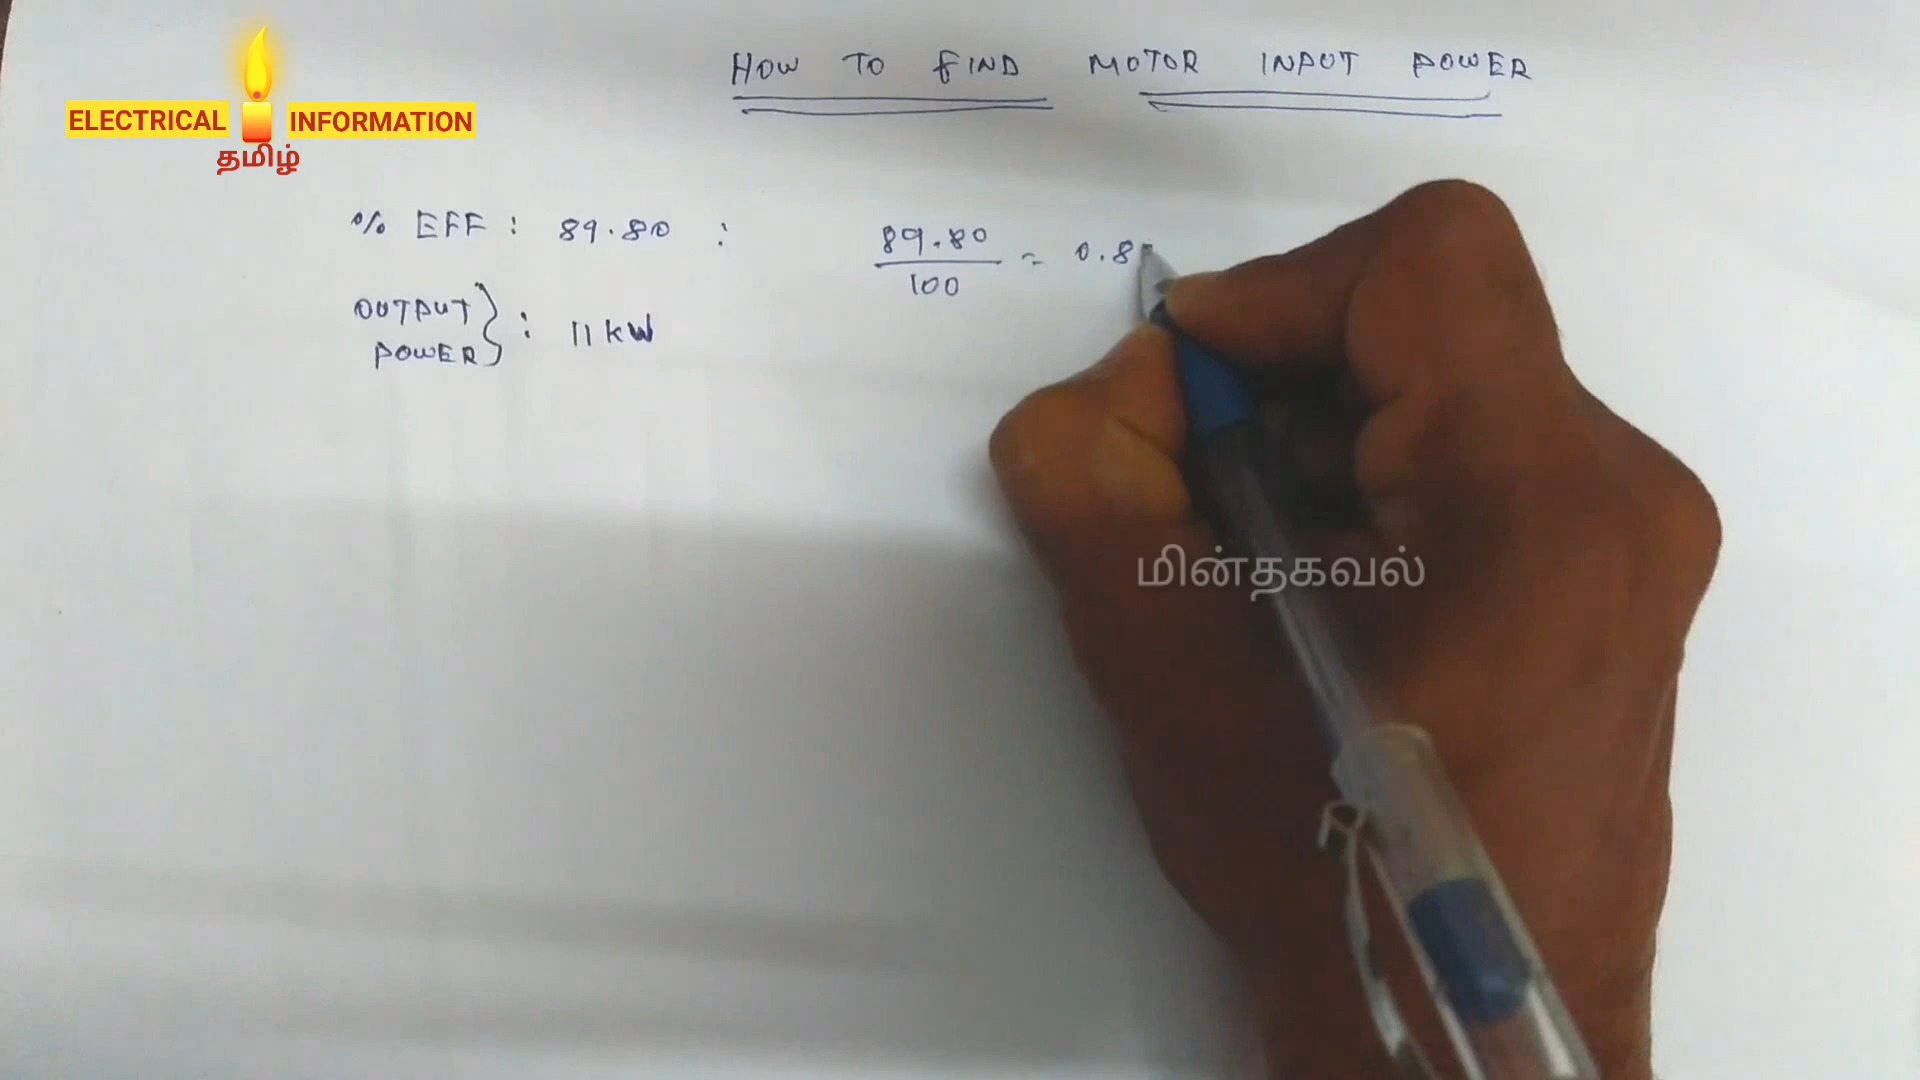 HOW TO FIND MOTOR INPUT POWER
ELECTRICAL INFORMATION
தமிழ்
% EFF : 89.80 :
89.80
100
= 0.8
OUTPUT POWER } : 11 KW
மின்தகவல்